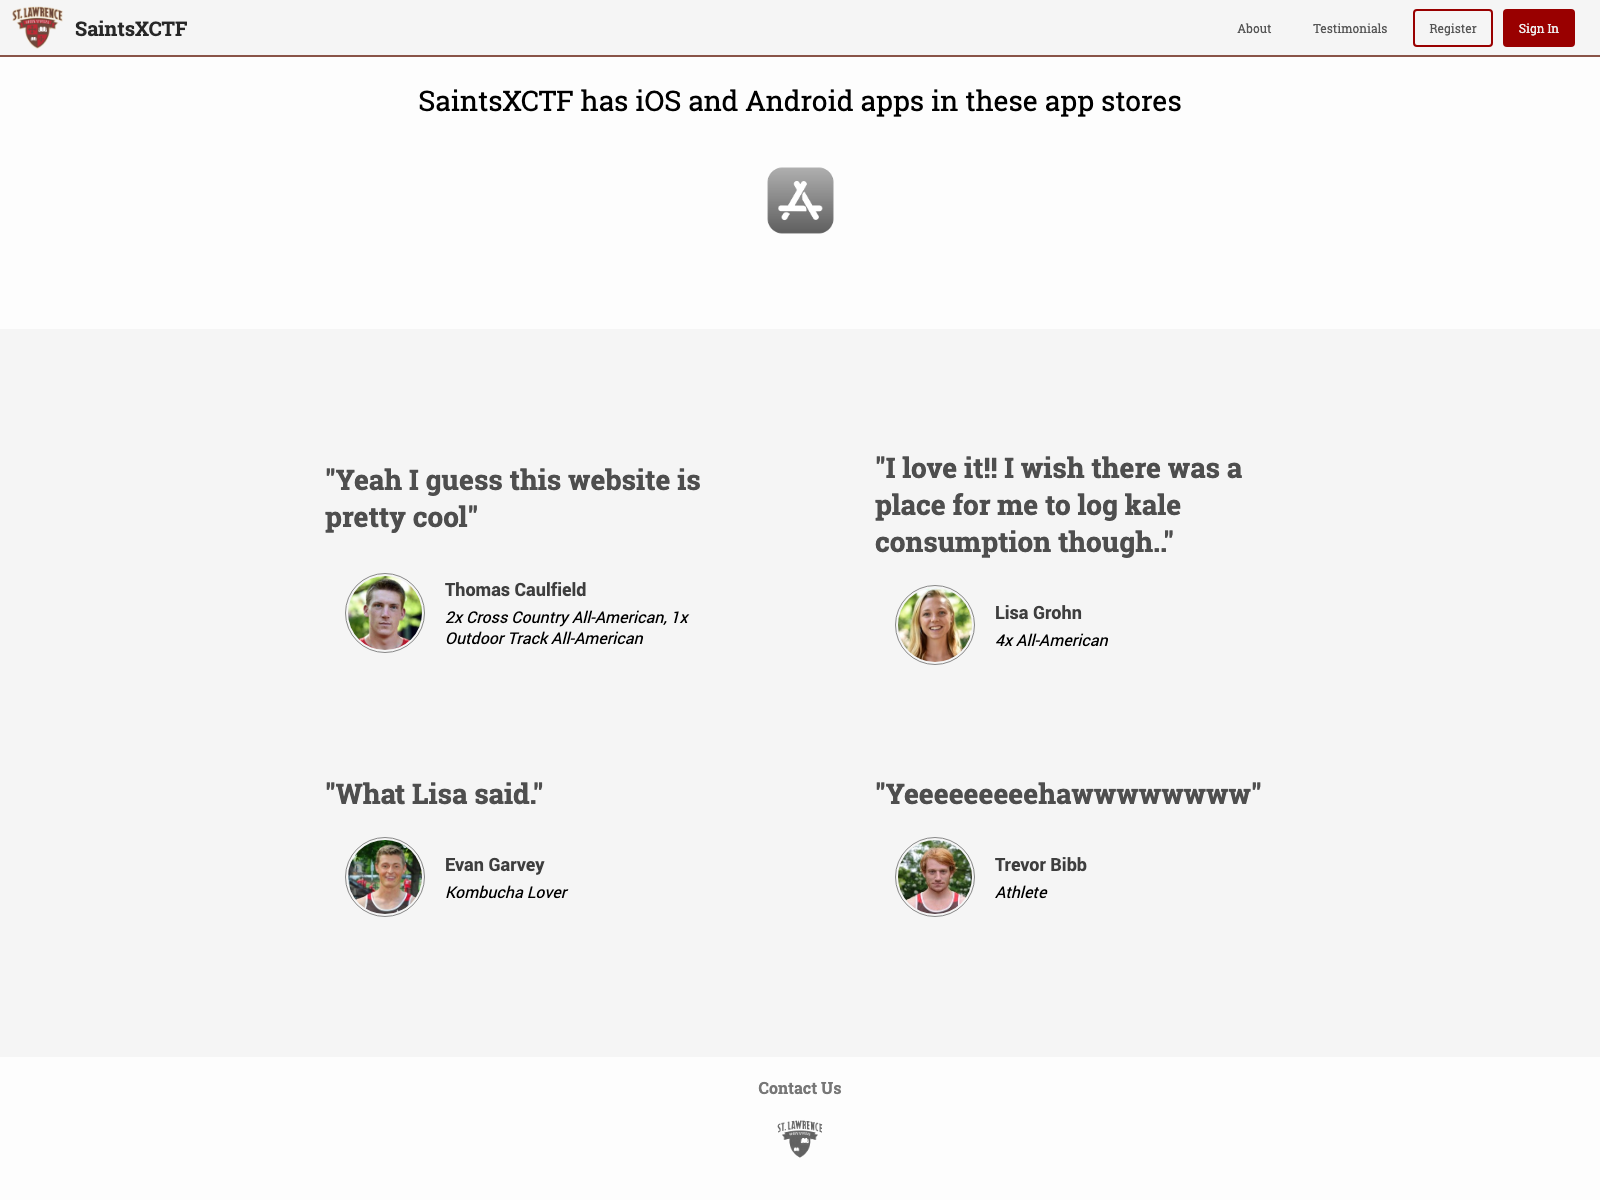 ST. LAWRENCE
SaintsXCTF
About
Testimonials
Register
Sign In
SaintsXCTF has iOS and Android apps in these app stores
"Yeah I guess this website is
pretty cool"
Thomas Caulfield
2x Cross Country All-American, 1x
Outdoor Track All-American
"I love it!! I wish there was a
place for me to log kale
consumption though.."
Lisa Grohn
4x All-American
"What Lisa said."
Evan Garvey
Kombucha Lover
"Yeeeeeeeeehawwwwwwww"
Trevor Bibb
Athlete
Contact Us
ST. LAWRENCE